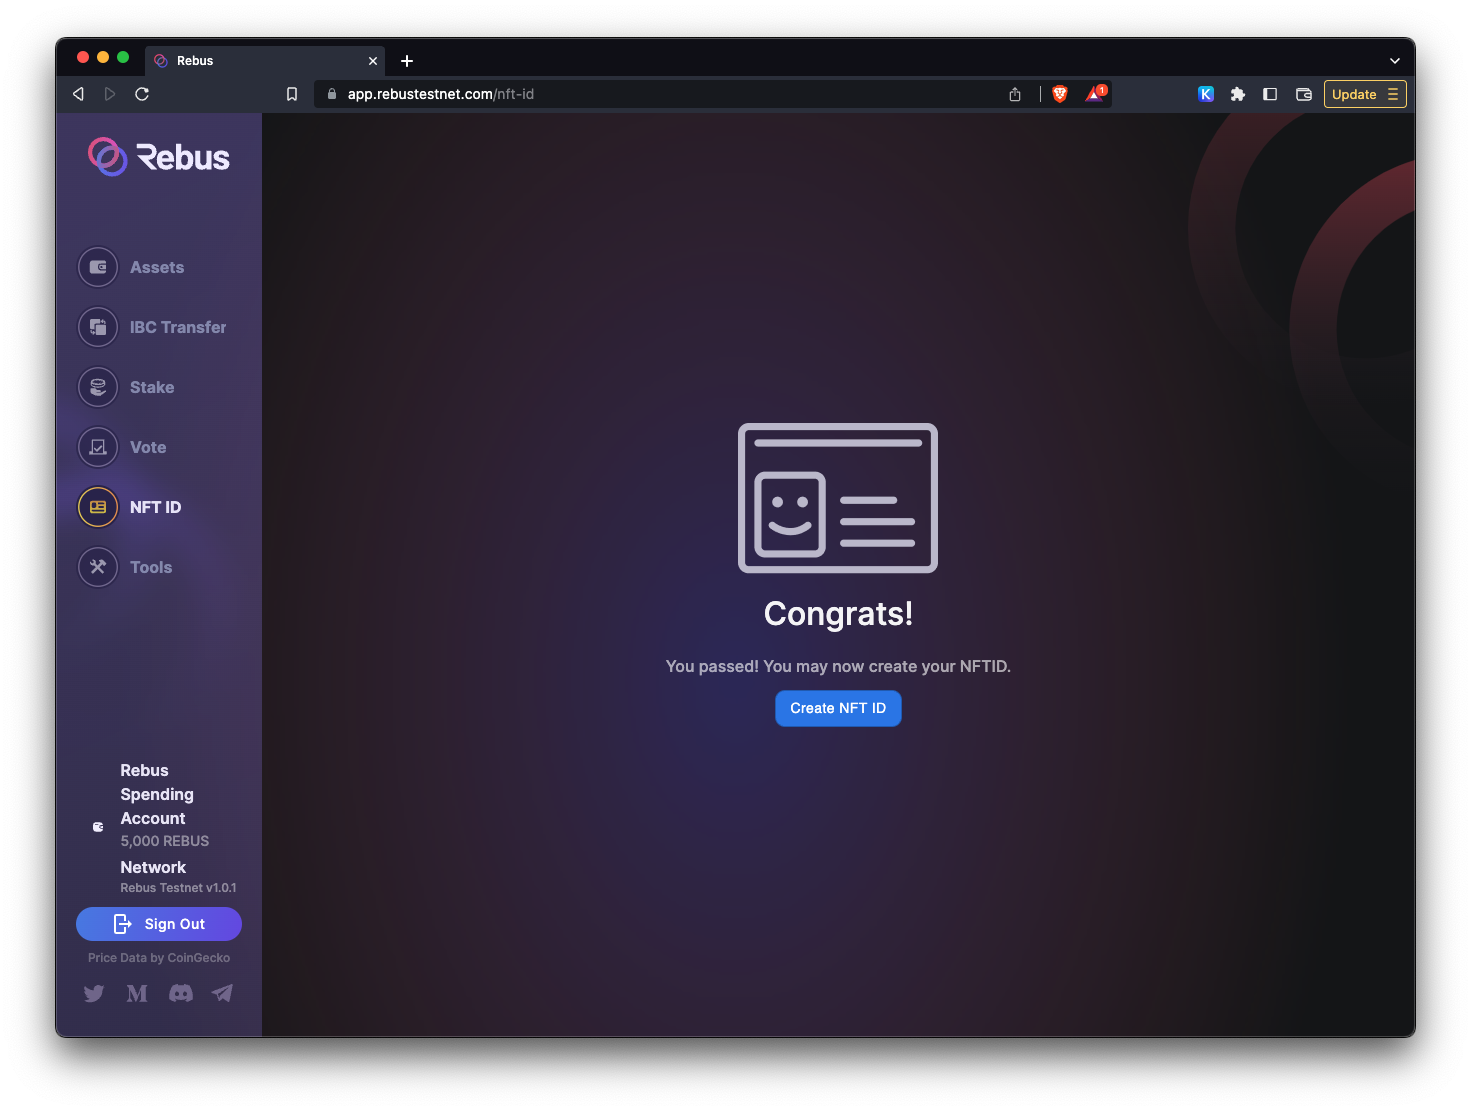 Rebus
app.rebustestnet.com/nft-id
1
K
Update
Rebus
Assets
IBC Transfer
Stake
Vote
NFT ID
Tools
Congrats!
You passed! You may now create your NFTID.
Create NFT ID
Rebus
Spending
Account
5,000 REBUS
Network
Rebus Testnet v1.0.1
Sign Out
Price Data by CoinGecko
M